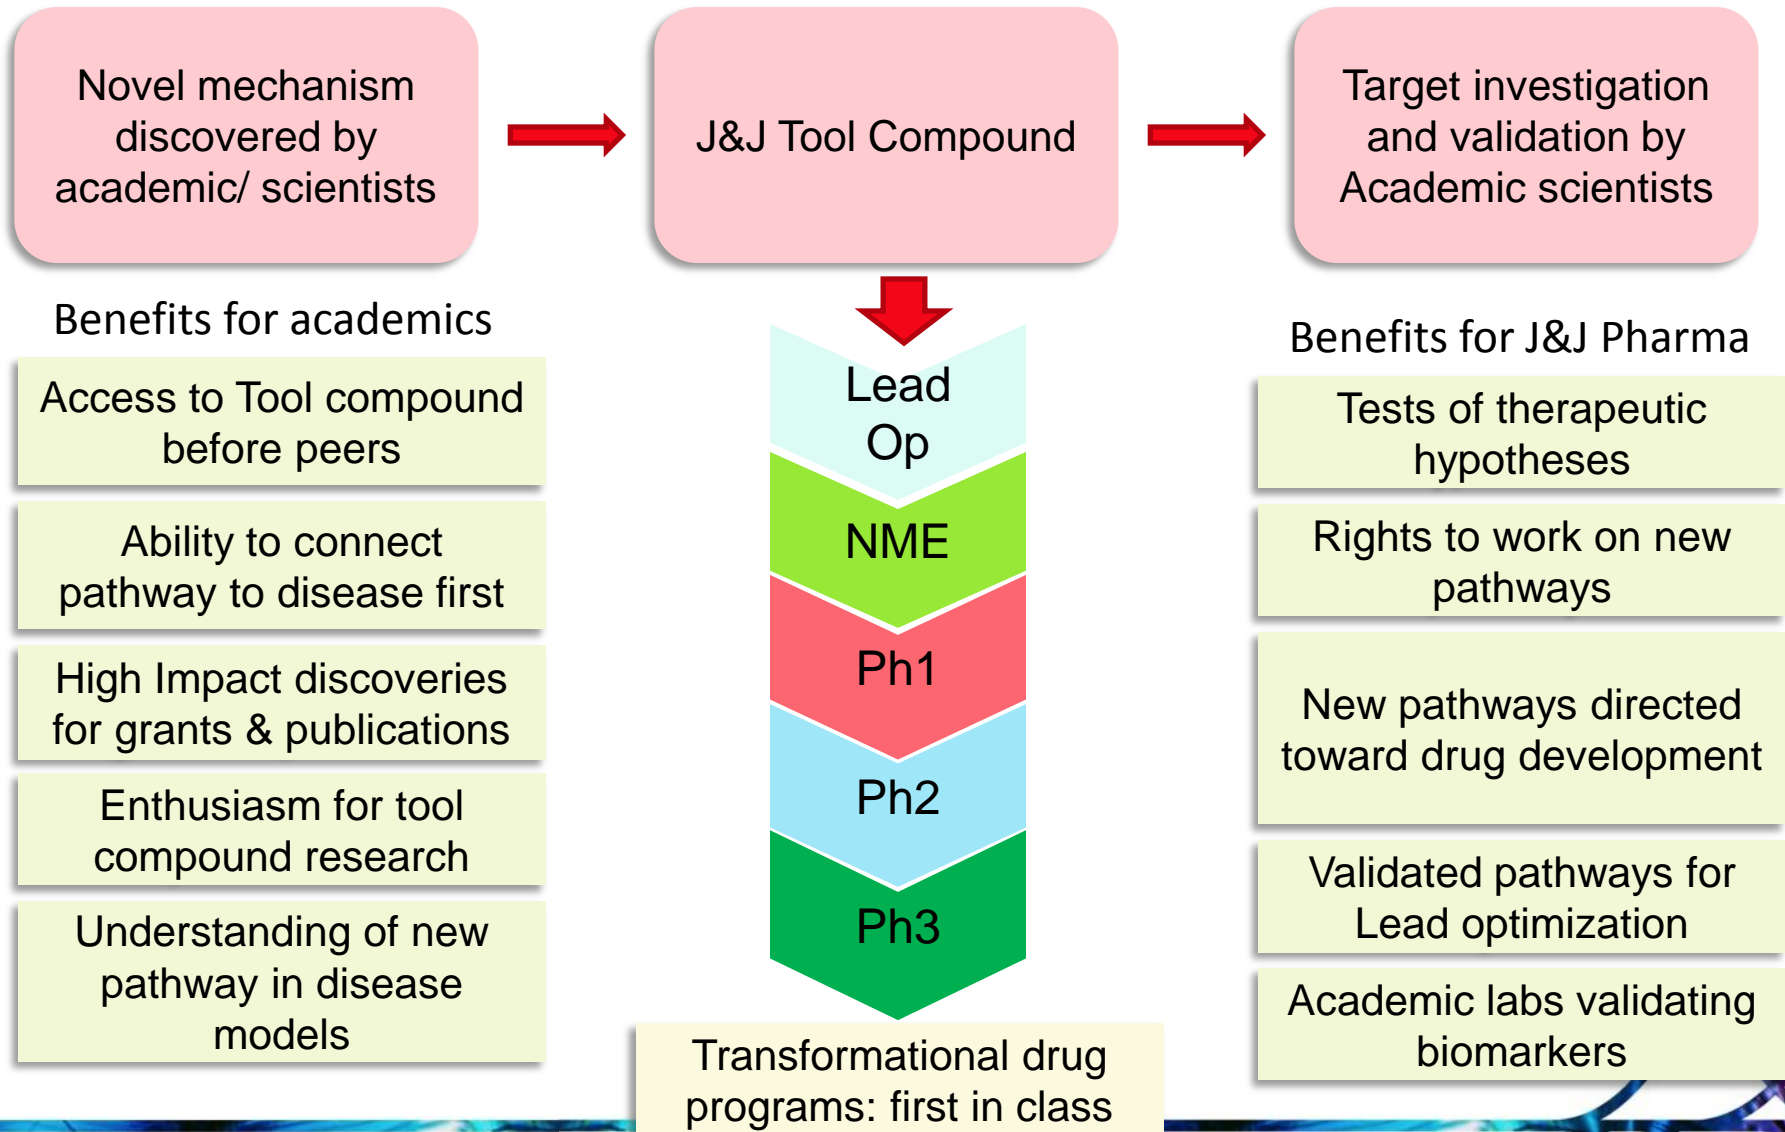 Novel mechanism
discovered by
academic/ scientists
J&J Tool Compound
Target investigation
and validation by
Academic scientists
Benefits for academics
Access to Tool compound
before peers
Ability to connect
pathway to disease first
High Impact discoveries
for grants & publications
Enthusiasm for tool
compound research
Understanding of new
pathway in disease
models
Lead
Op
NME
Ph1
Ph2
Ph3
Transformational drug
programs: first in class
Benefits for J&J Pharma
Tests of therapeutic
hypotheses
Rights to work on new
pathways
New pathways directed
toward drug development
Validated pathways for
Lead optimization
Academic labs validating
biomarkers